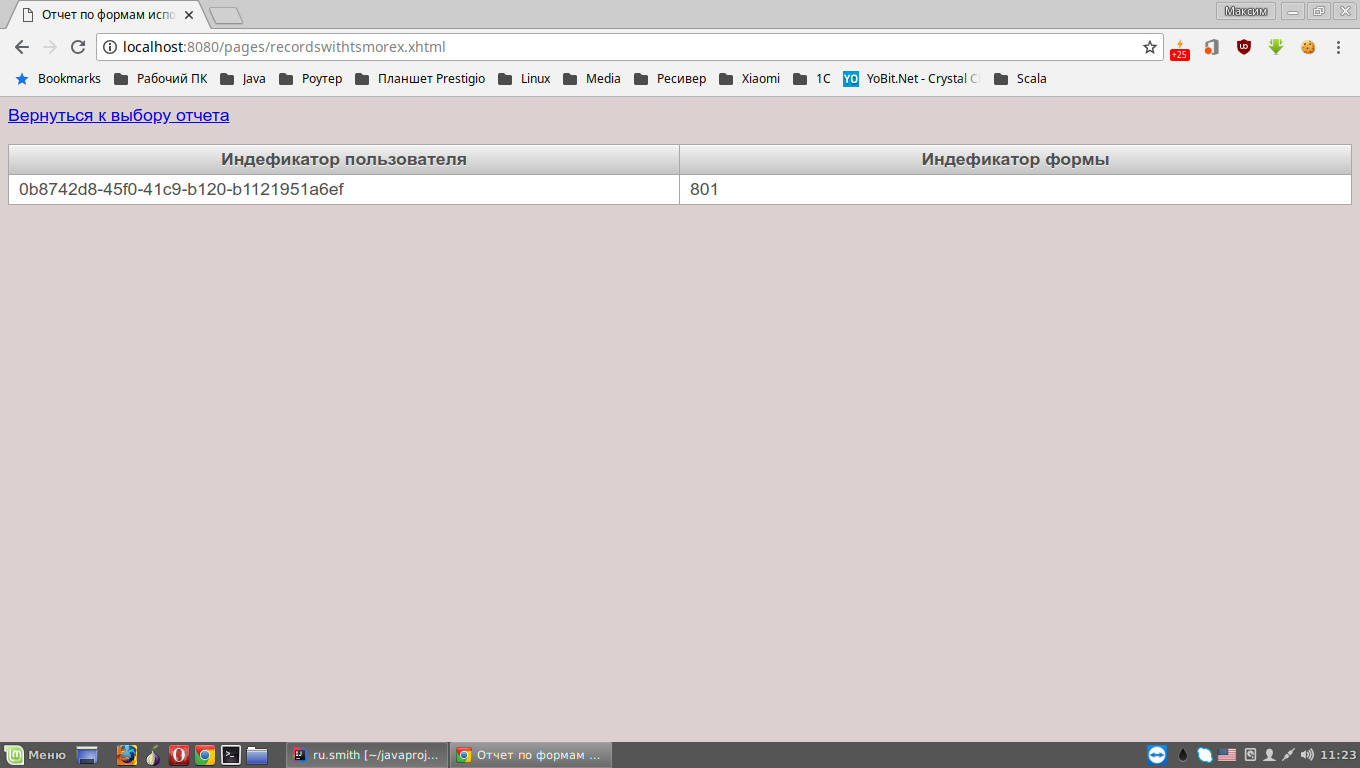 Отчет по формам испо
Максим
localhost:8080/pages/recordswithtsmorex.xhtml
+25
Bookmarks Рабочий ПК Java Роутер Планшет Prestigio Linux Media Ресивер Xiaomi 1С YO YoBit.Net - Crystal C Scala
Вернуться к выбору отчета
Индефикатор пользователя Индефикатор формы
0b8742d8-45f0-41c9-b120-b1121951a6ef 801
Меню ru.smith [~/javaproj... Отчет по формам ... 11:23